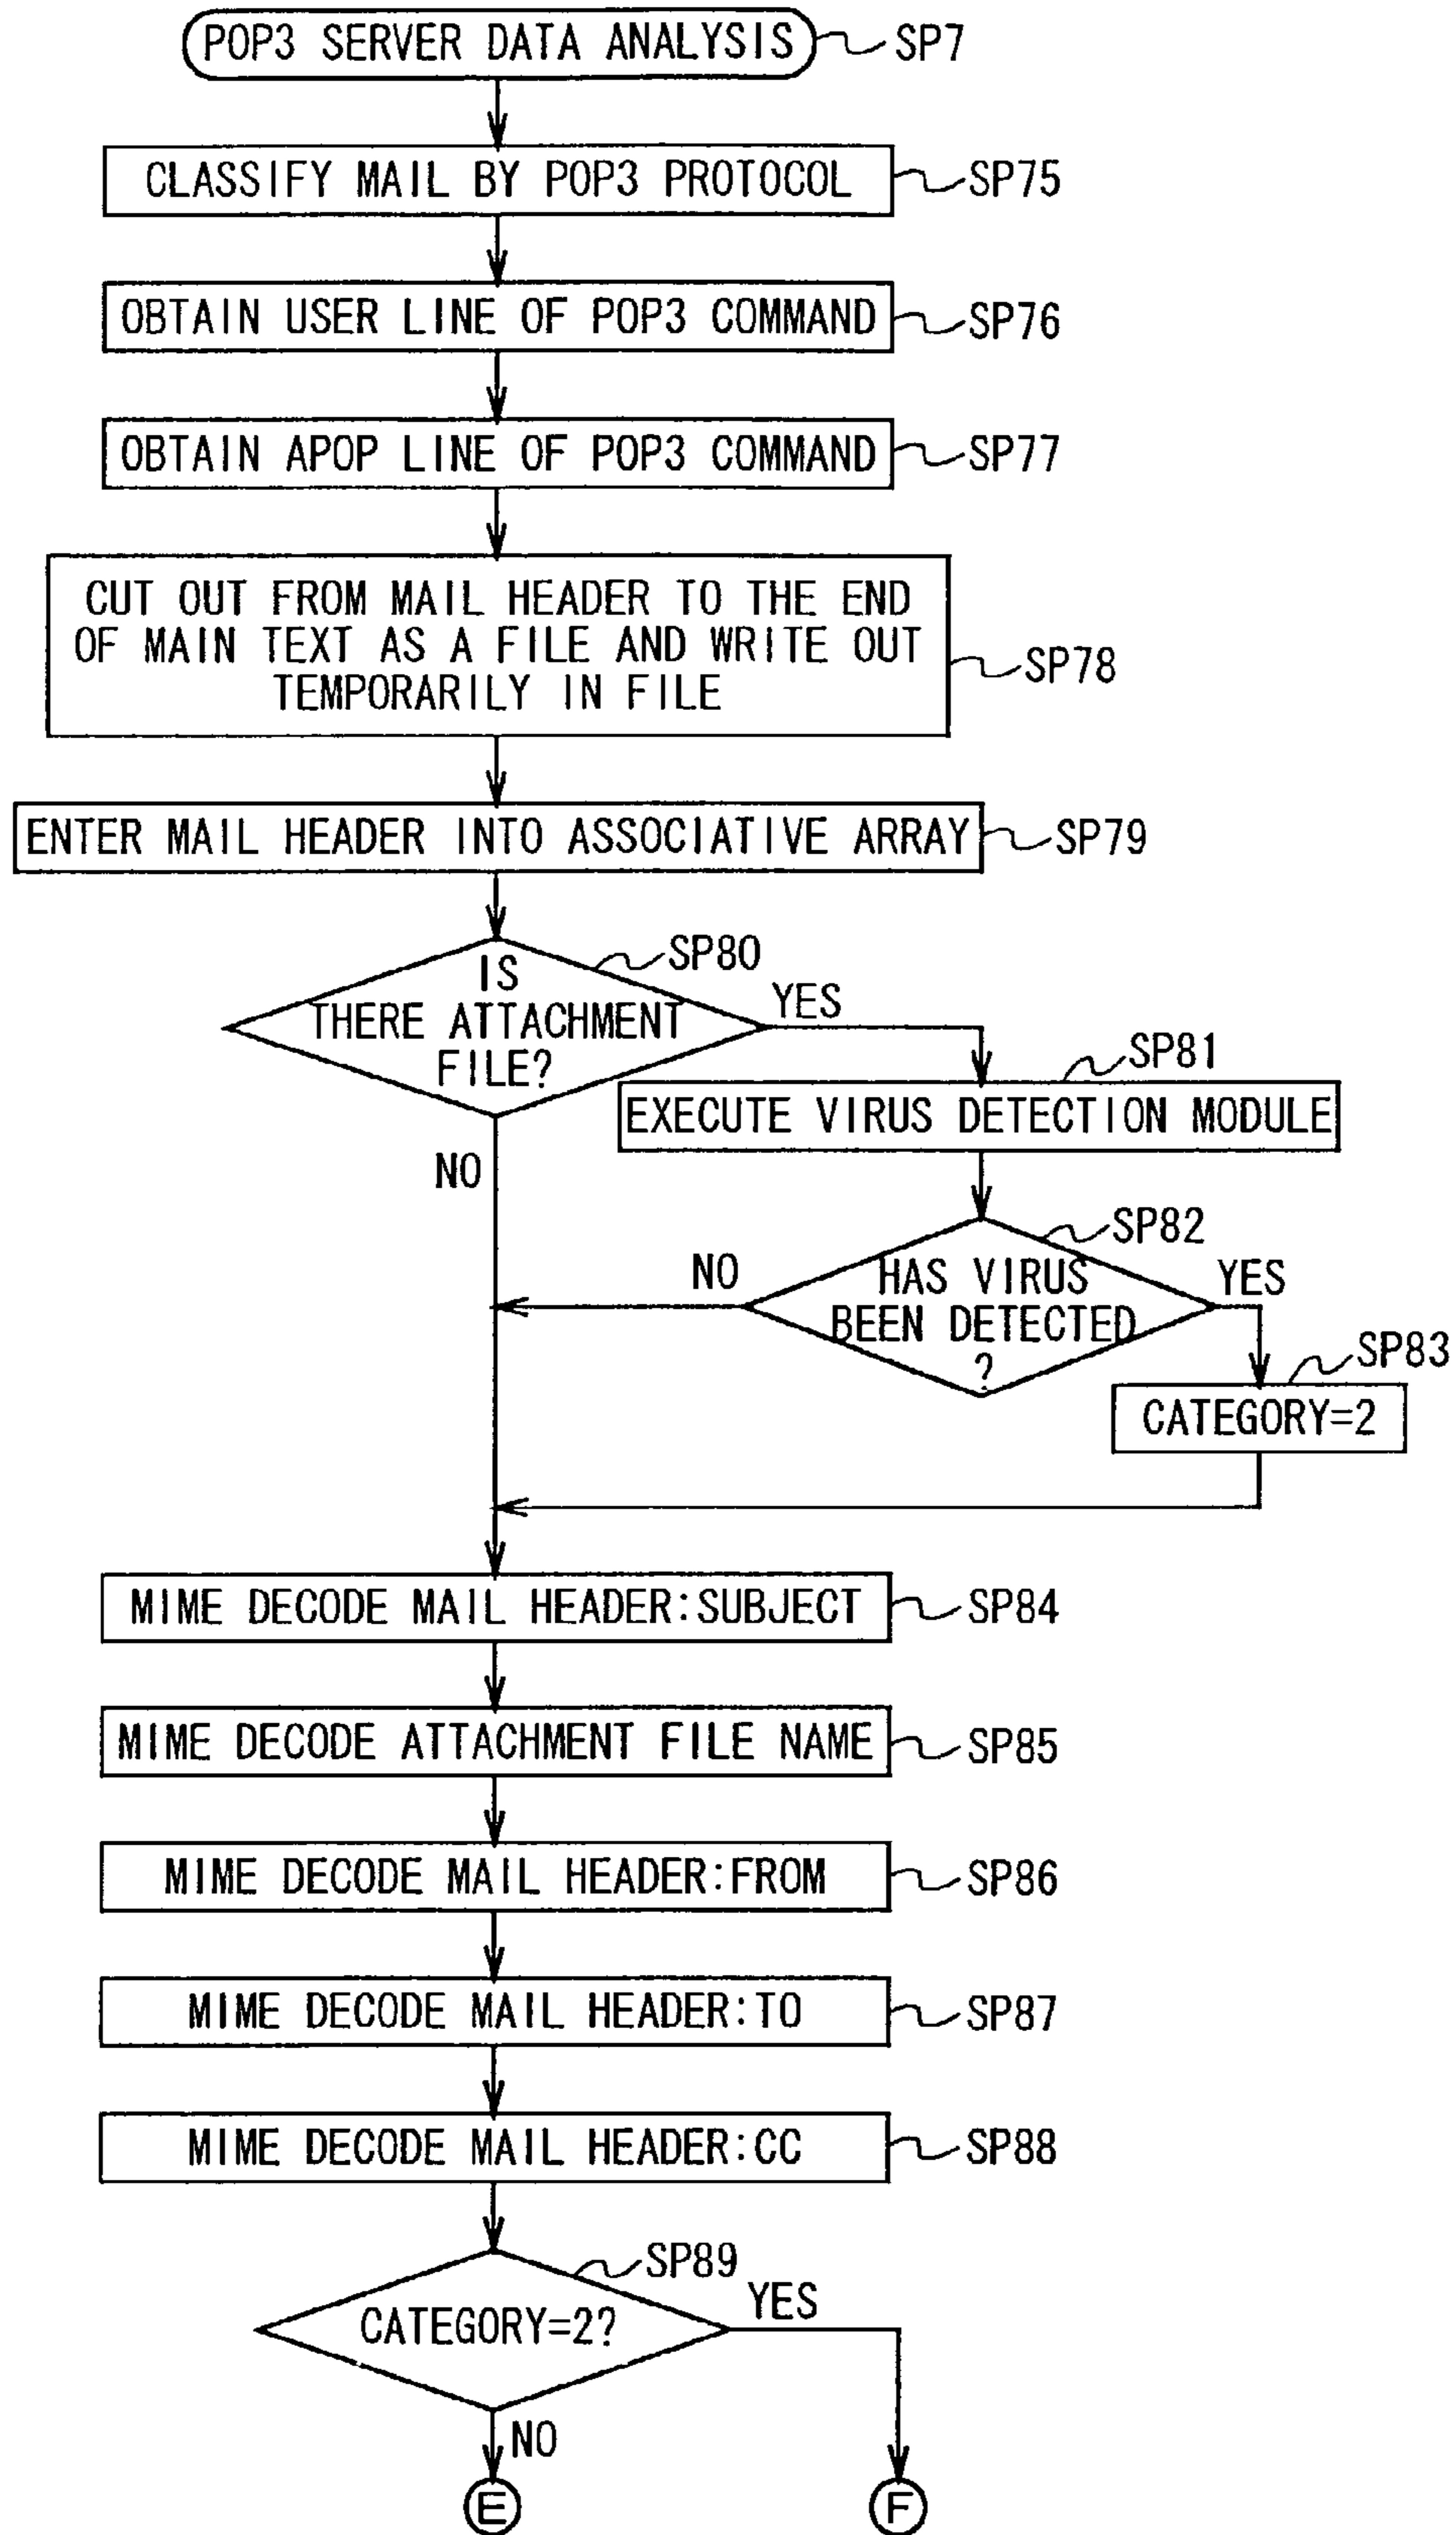 POP3 SERVER DATA ANALYSIS
SP7
CLASSIFY MAIL BY POP3 PROTOCOL
SP75
OBTAIN USER LINE OF POP3 COMMAND
SP76
OBTAIN APOP LINE OF POP3 COMMAND
SP77
CUT OUT FROM MAIL HEADER TO THE END
OF MAIN TEXT AS A FILE AND WRITE OUT
TEMPORARILY IN FILE
SP78
ENTER MAIL HEADER INTO ASSOCIATIVE ARRAY
SP79
SP80
IS
THERE ATTACHMENT
FILE?
YES
NO
SP81
EXECUTE VIRUS DETECTION MODULE
SP82
HAS VIRUS
BEEN DETECTED
?
NO
YES
SP83
CATEGORY=2
MIME DECODE MAIL HEADER:SUBJECT
SP84
MIME DECODE ATTACHMENT FILE NAME
SP85
MIME DECODE MAIL HEADER:FROM
SP86
MIME DECODE MAIL HEADER:TO
SP87
MIME DECODE MAIL HEADER:CC
SP88
SP89
CATEGORY=2?
YES
NO
E
F